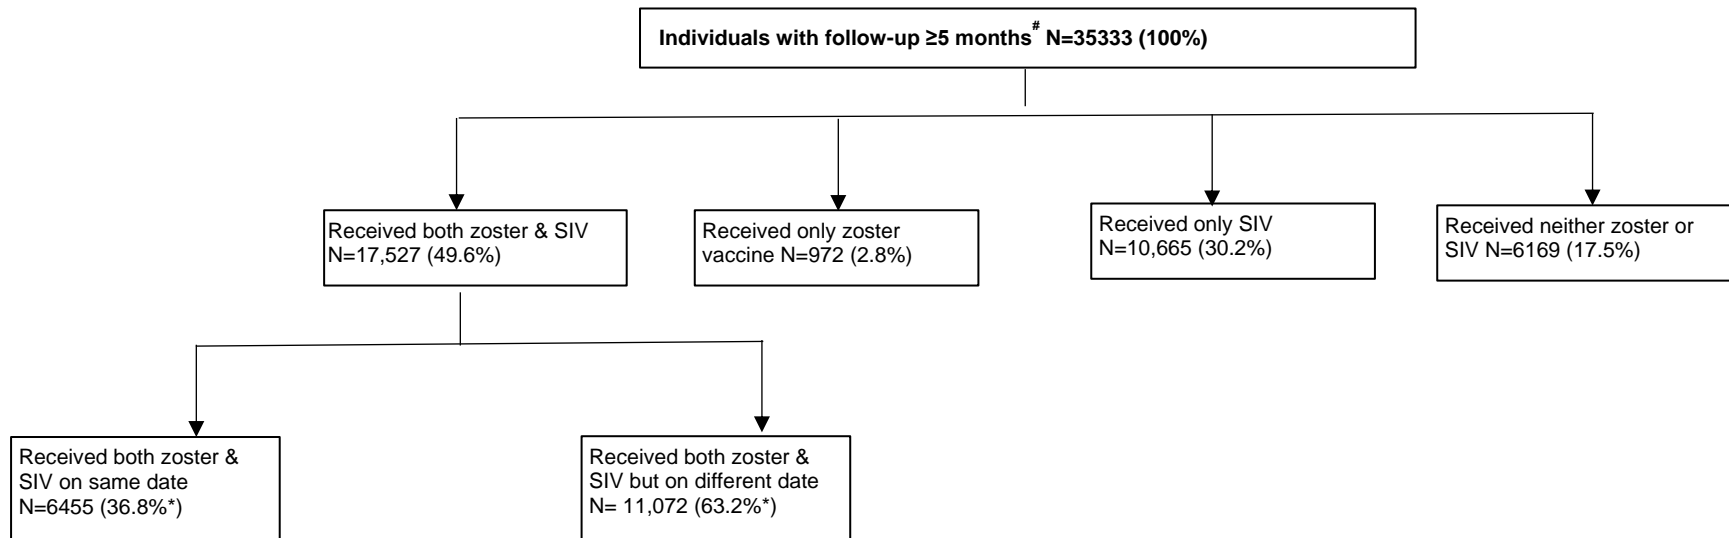 Individuals with follow-up ≥5 months# N=35333 (100%)
Received both zoster & SIV
N=17,527 (49.6%)
Received only zoster
vaccine N=972 (2.8%)
Received only SIV
N=10,665 (30.2%)
Received neither zoster or
SIV N=6169 (17.5%)
Received both zoster &
SIV on same date
N=6455 (36.8%*)
Received both zoster &
SIV but on different date
N= 11,072 (63.2%*)